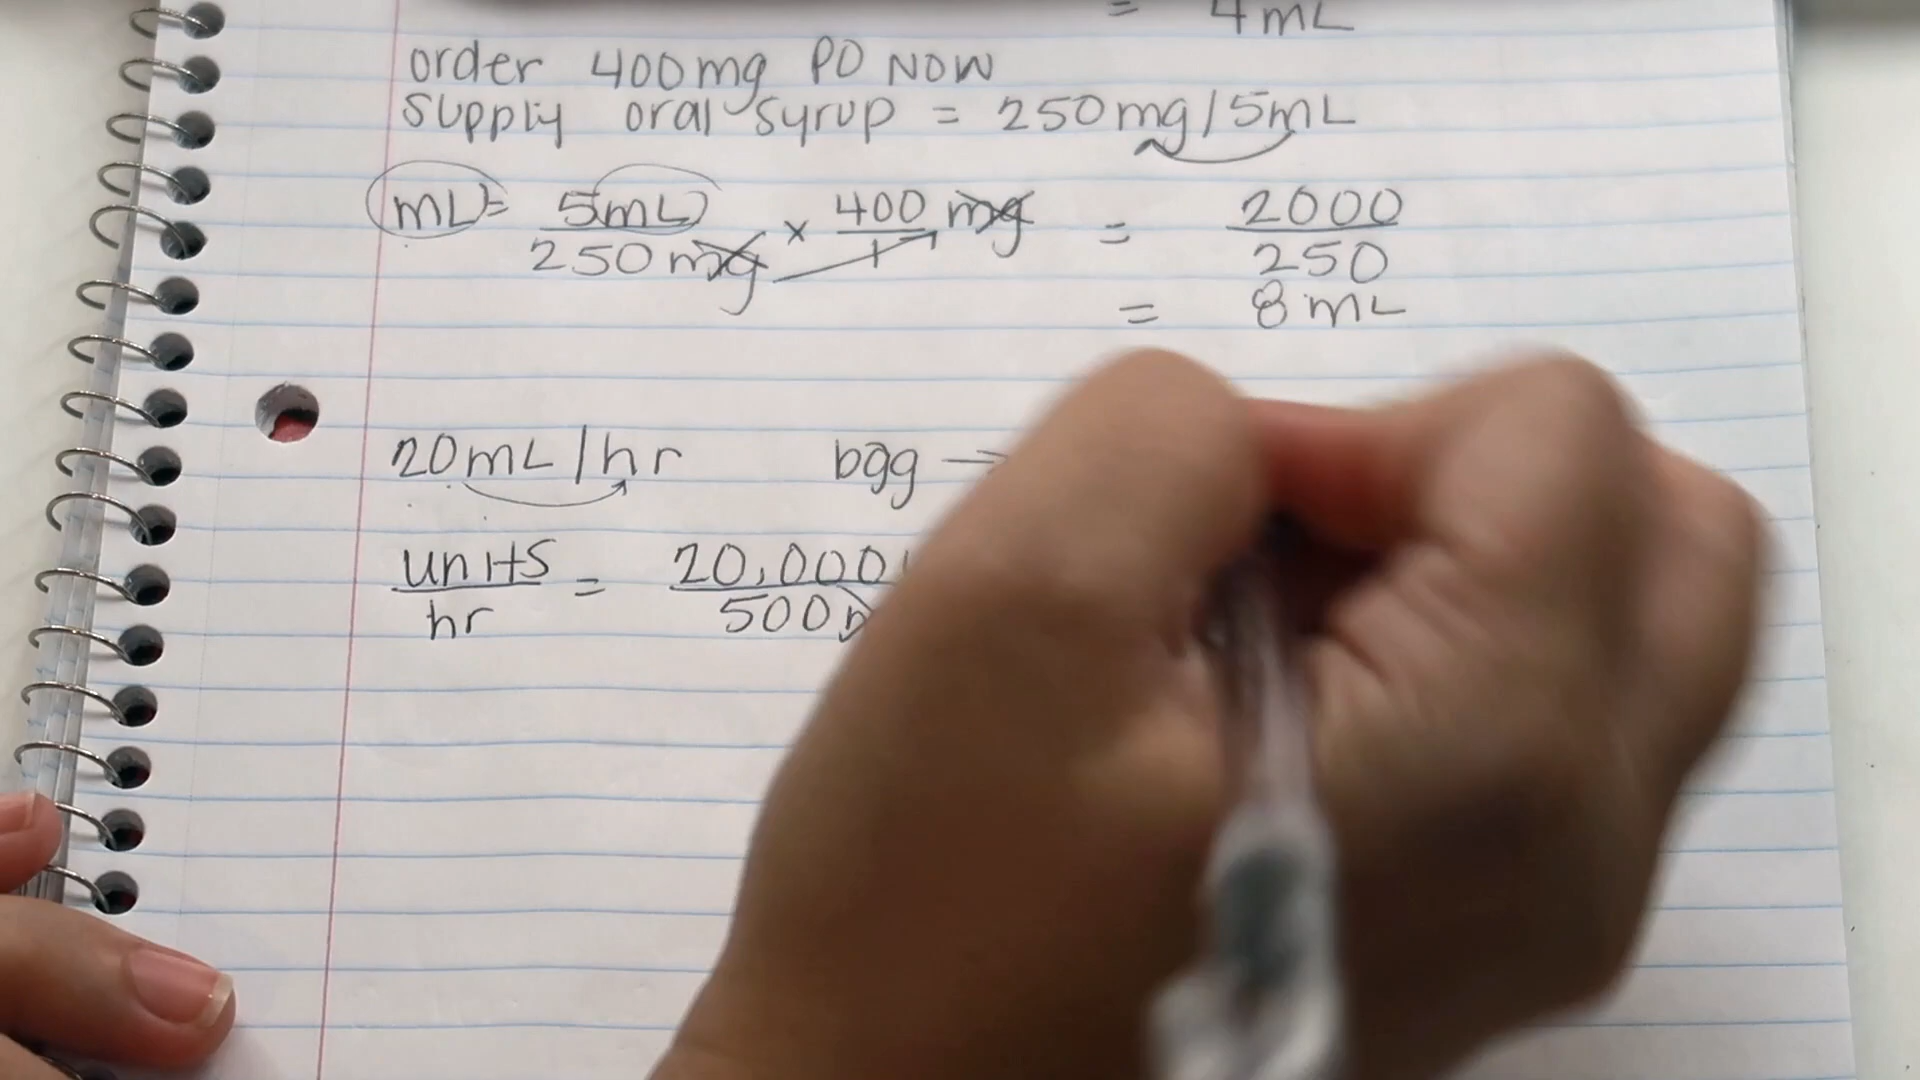 = 4mL
order 400mg PO NOW
supply oral syrup = 250mg/5mL
mL = 5mL/250mg × 400mg/1 = 2000/250
= 8mL
20mL/hr bag →
units/hr = 20,000/500